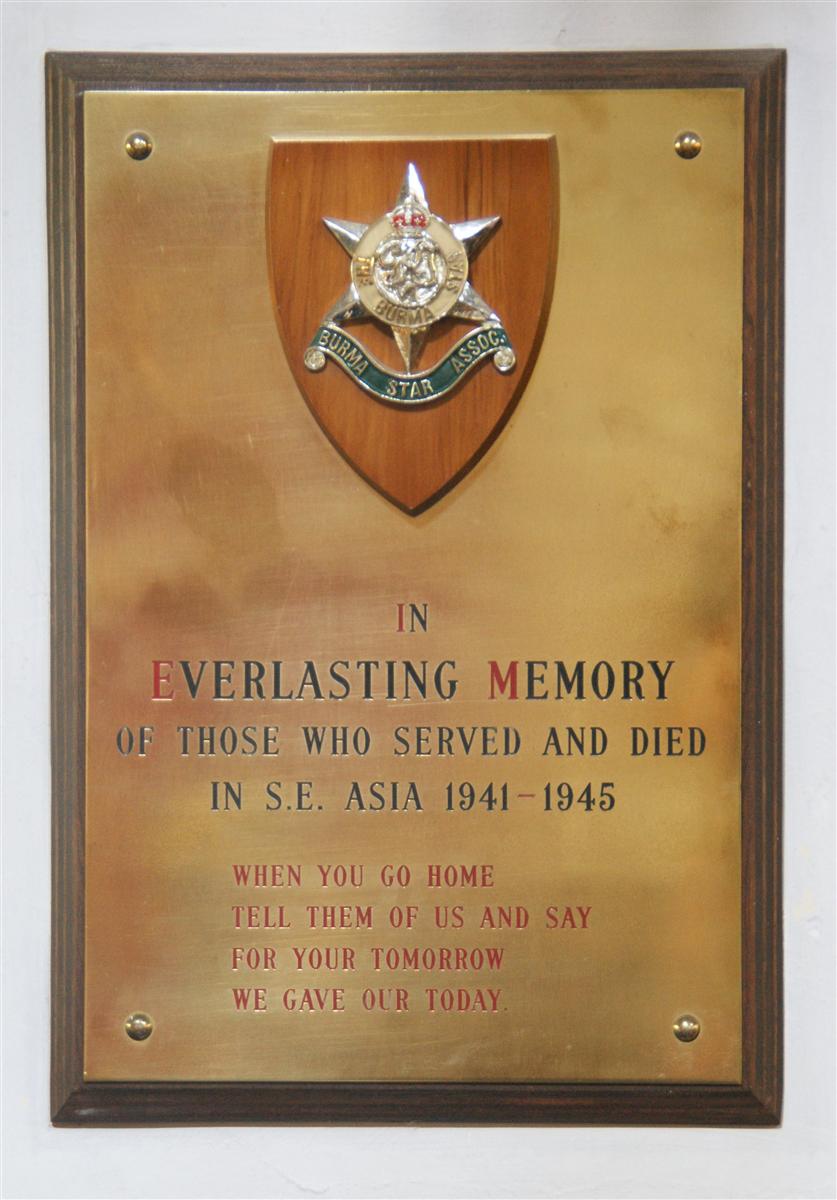 THE BURMA STAR
BURMA STAR ASSOC.
IN
EVERLASTING MEMORY
OF THOSE WHO SERVED AND DIED
IN S.E. ASIA 1941-1945
WHEN YOU GO HOME
TELL THEM OF US AND SAY
FOR YOUR TOMORROW
WE GAVE OUR TODAY.